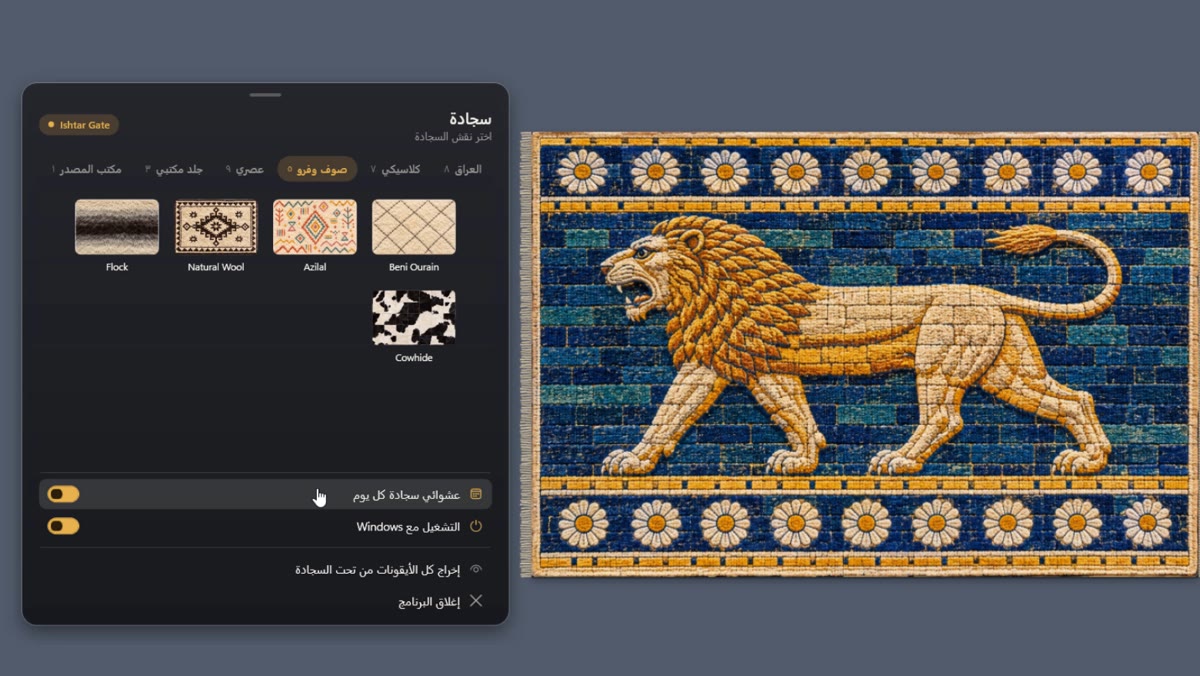 سجادة
اختر نقش السجادة
Ishtar Gate
العراق ٨ كلاسيكي ٧ صوف وفرو ٥ عصري ٩ جلد مكتبي ٣ مكتب المصدر ١
Beni Ourain Azilal Natural Wool Flock
Cowhide
عشوائي سجادة كل يوم
التشغيل مع Windows
إخراج كل الأيقونات من تحت السجادة
إغلاق البرنامج